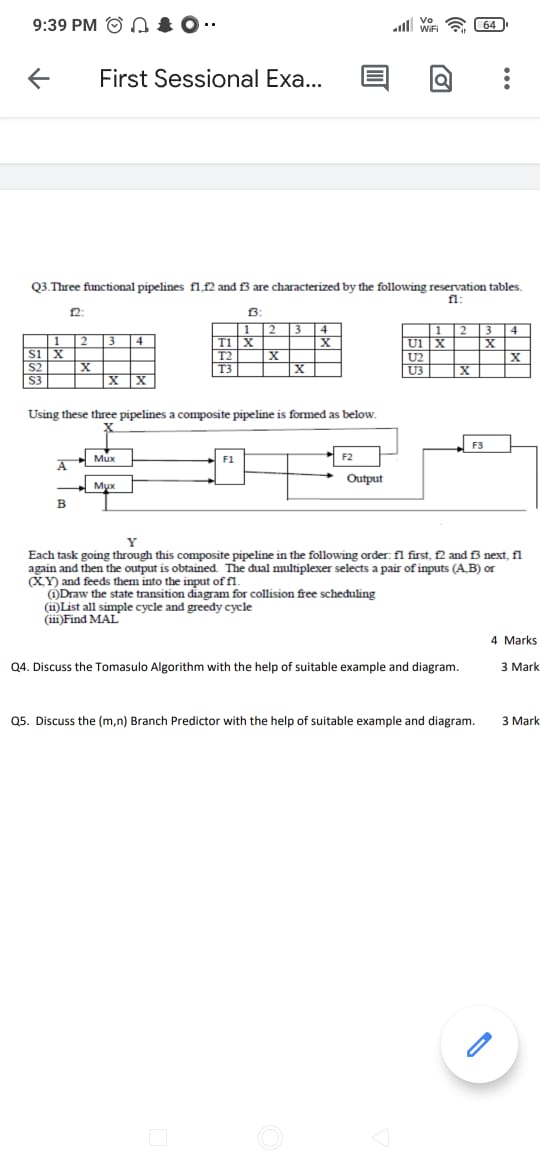 9:39 PM
Vo WiFi 64
First Sessional Exa...
Q3.Three functional pipelines f1,f2 and f3 are characterized by the following reservation tables.
f2: f3: f1:
1 2 3 4
S1 X
S2 X
S3 X X
1 2 3 4
T1 X X
T2 X
T3 X
1 2 3 4
U1 X X
U2 X
U3 X
Using these three pipelines a composite pipeline is formed as below.
X
F3
Mux F1 F2
A
Mux Output
B
Y
Each task going through this composite pipeline in the following order: f1 first, f2 and f3 next, f1
again and then the output is obtained. The dual multiplexer selects a pair of inputs (A,B) or
(X,Y) and feeds them into the input of f1.
(i)Draw the state transition diagram for collision free scheduling
(ii)List all simple cycle and greedy cycle
(iii)Find MAL
4 Marks
Q4. Discuss the Tomasulo Algorithm with the help of suitable example and diagram. 3 Mark
Q5. Discuss the (m,n) Branch Predictor with the help of suitable example and diagram. 3 Mark